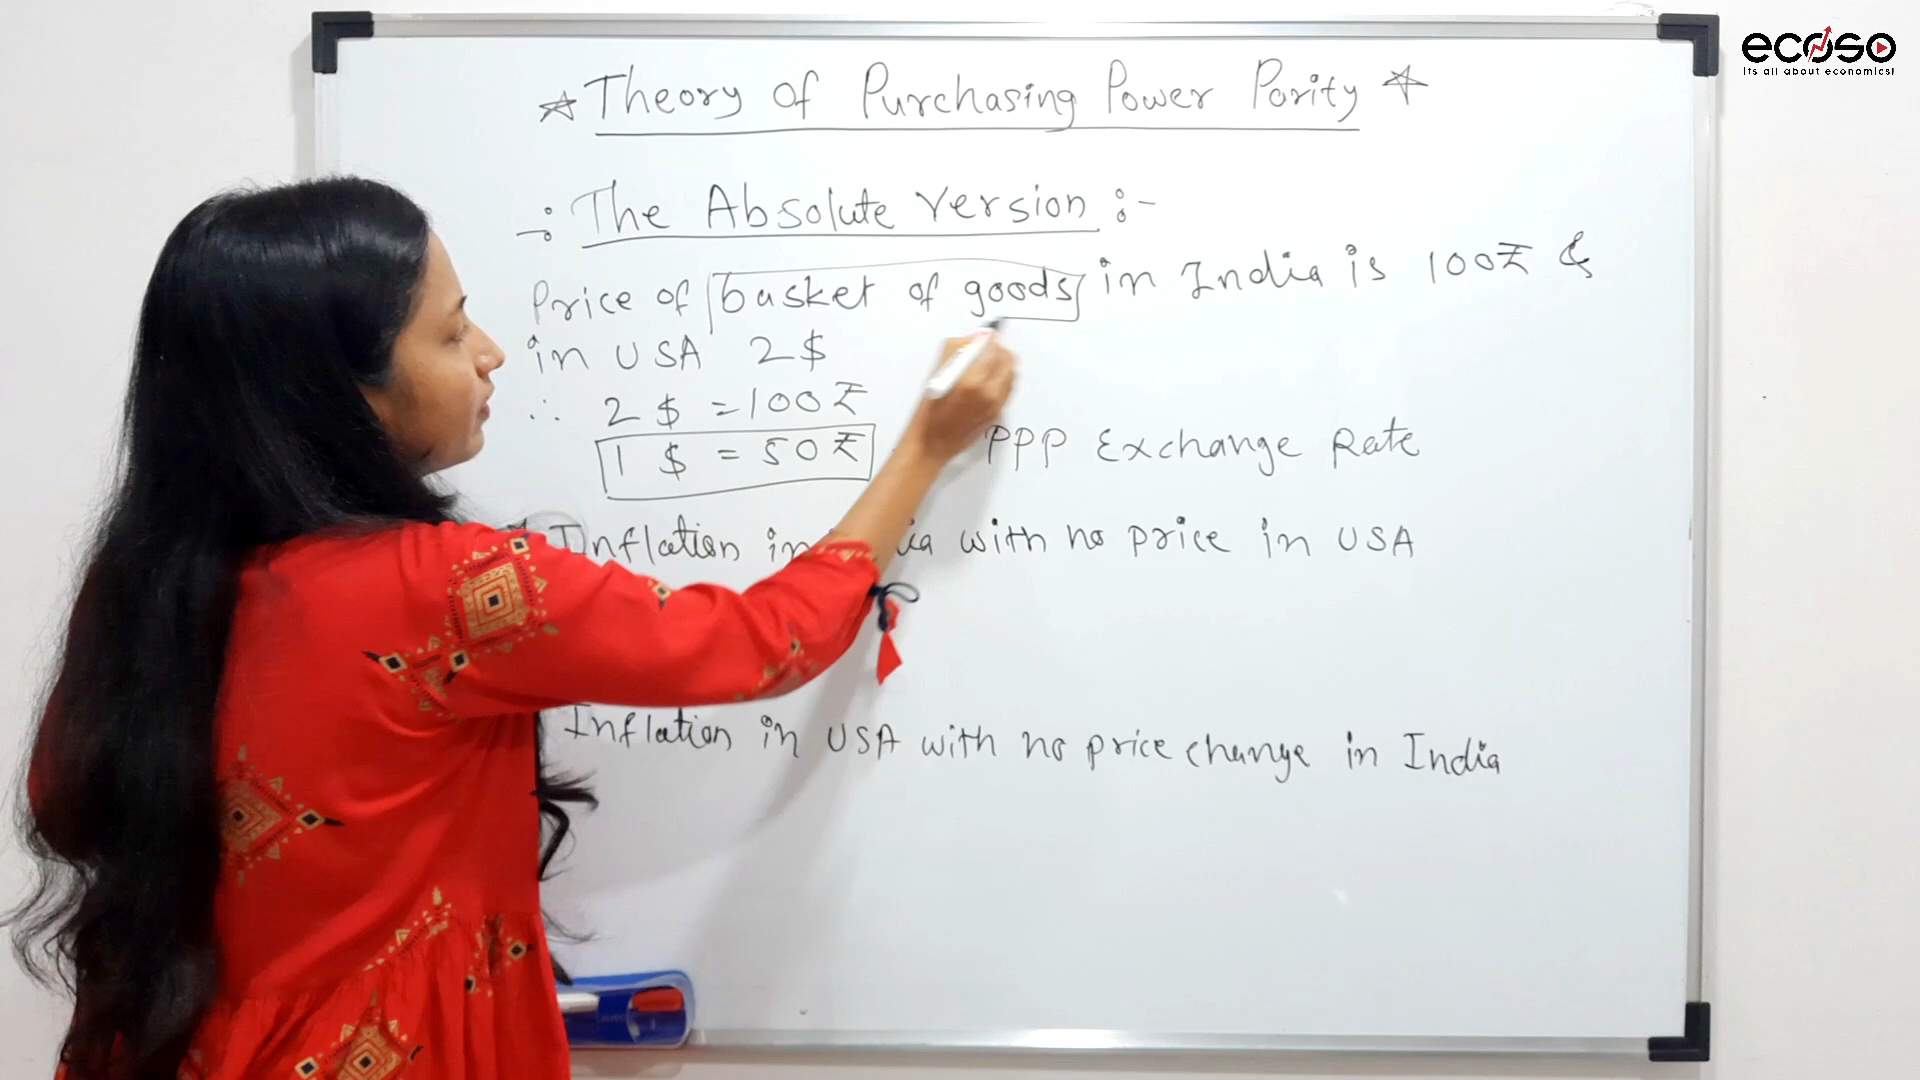 ecoso
Its all about economics!
☆ Theory Of Purchasing Power Parity ☆
-: The Absolute Version :-
Price of basket of goods in India is 100₹ &
in USA 2$
∴ 2 $ = 100₹
1 $ = 50₹ PPP Exchange Rate
Inflation in with no price in USA
Inflation in USA with no price change in India